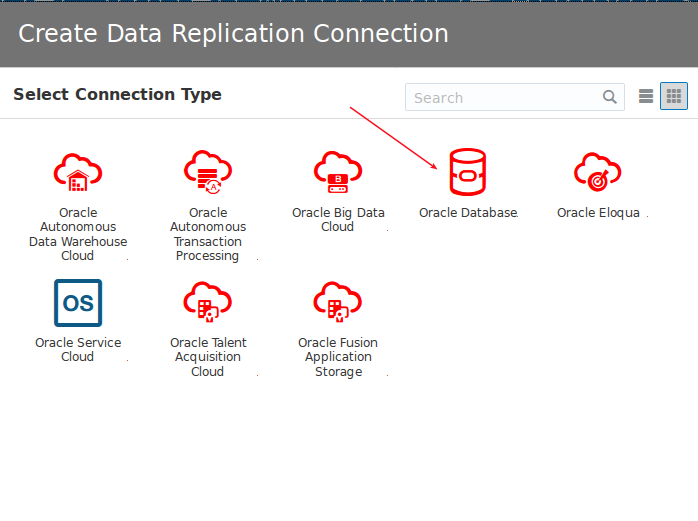 Create Data Replication Connection
Select Connection Type
Search
B
A
Oracle
Autonomous
Data Warehouse
Cloud
Oracle
Autonomous
Transaction
Processing
Oracle Big Data
Cloud
Oracle Database
Oracle Eloqua
OS
Oracle Service
Cloud
Oracle Talent
Acquisition
Cloud
Oracle Fusion
Application
Storage